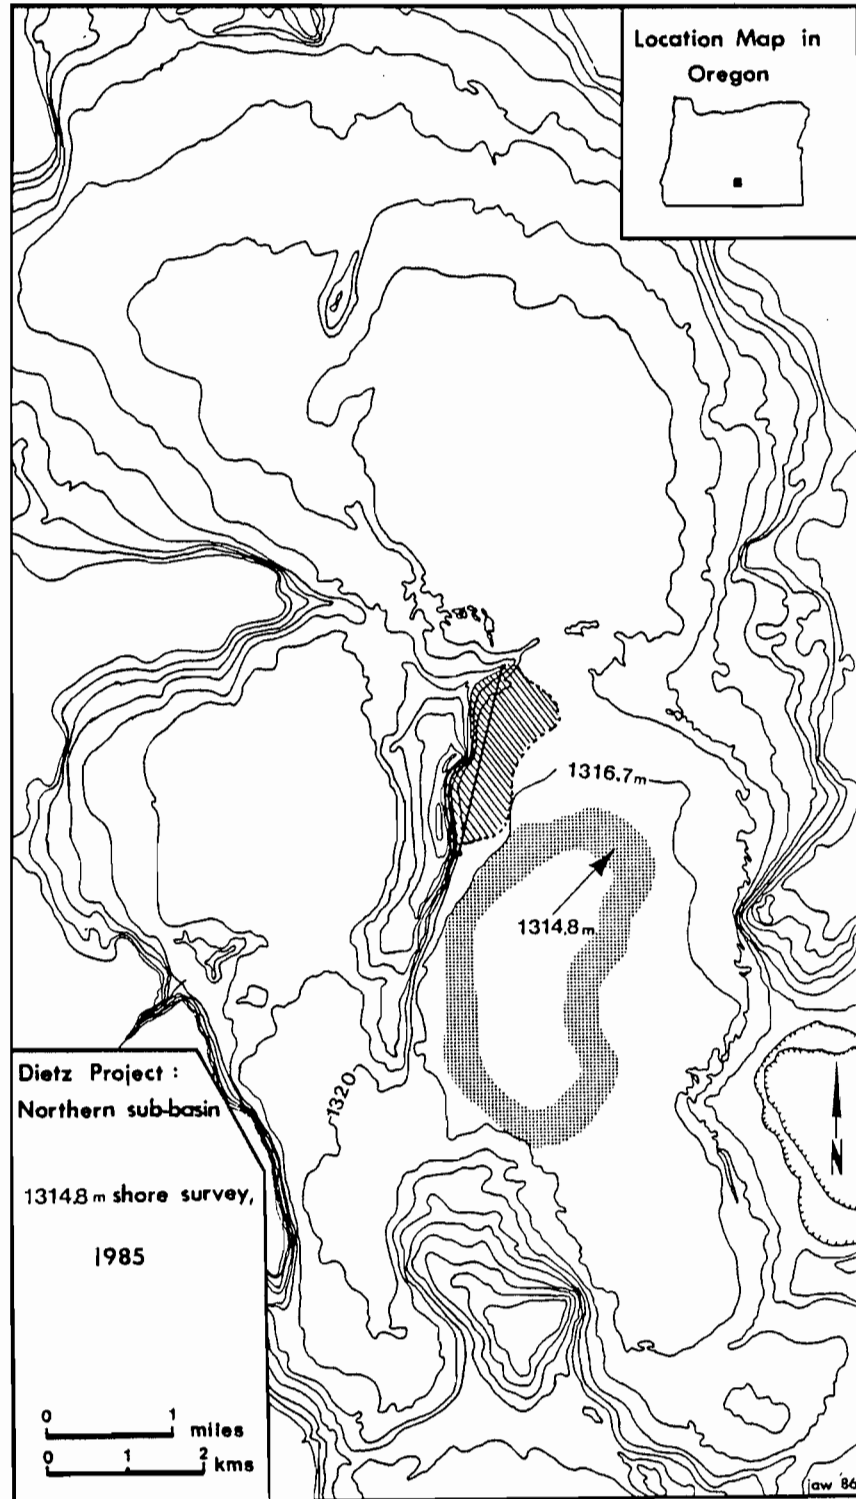 Location Map in
Oregon
1316.7m
1314.8m
1320
Dietz Project :
Northern sub-basin
1314.8m shore survey,
1985
0 1 miles
0 1 2 kms
N
jaw '86